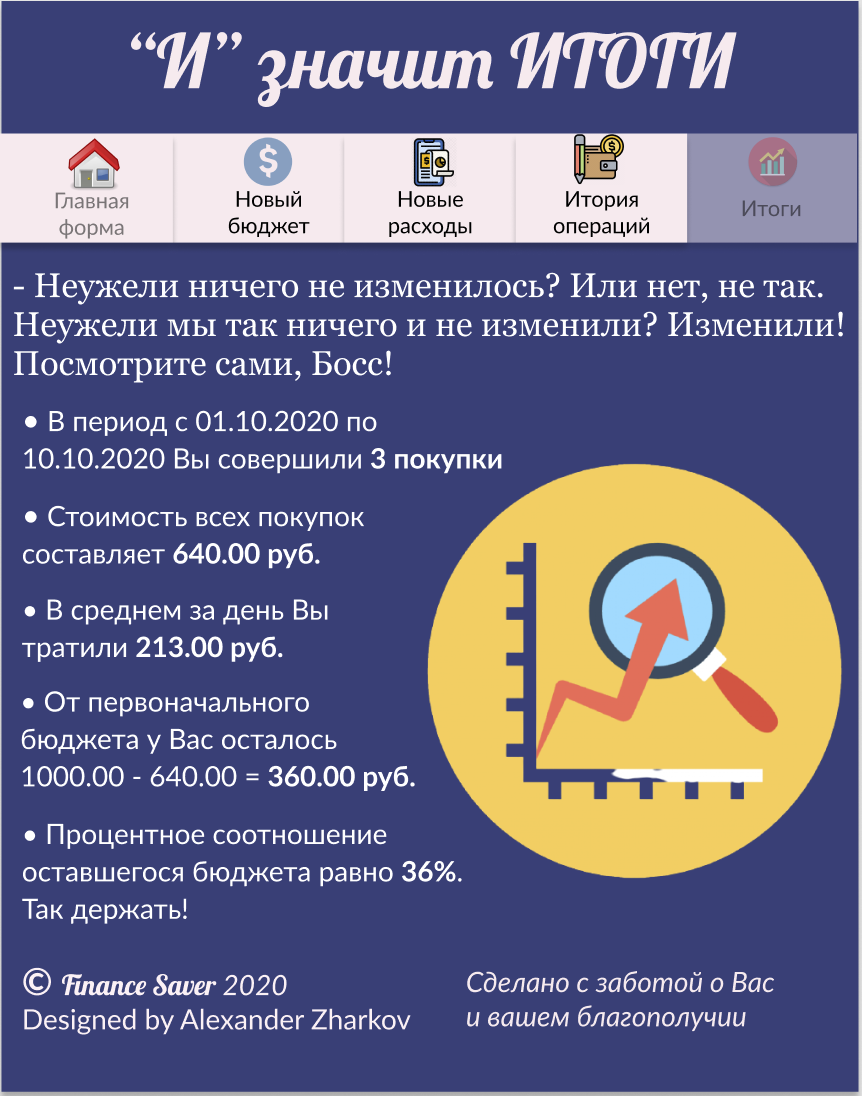 “И” значит ИТОГИ
Главная
форма
Новый
бюджет
Новые
расходы
Итория
операций
Итоги
- Неужели ничего не изменилось? Или нет, не так.
Неужели мы так ничего и не изменили? Изменили!
Посмотрите сами, Босс!
• В период с 01.10.2020 по
10.10.2020 Вы совершили 3 покупки
• Стоимость всех покупок
составляет 640.00 руб.
• В среднем за день Вы
тратили 213.00 руб.
• От первоначального
бюджета у Вас осталось
1000.00 - 640.00 = 360.00 руб.
• Процентное соотношение
оставшегося бюджета равно 36%.
Так держать!
© Finance Saver 2020
Designed by Alexander Zharkov
Сделано с заботой о Вас
и вашем благополучии